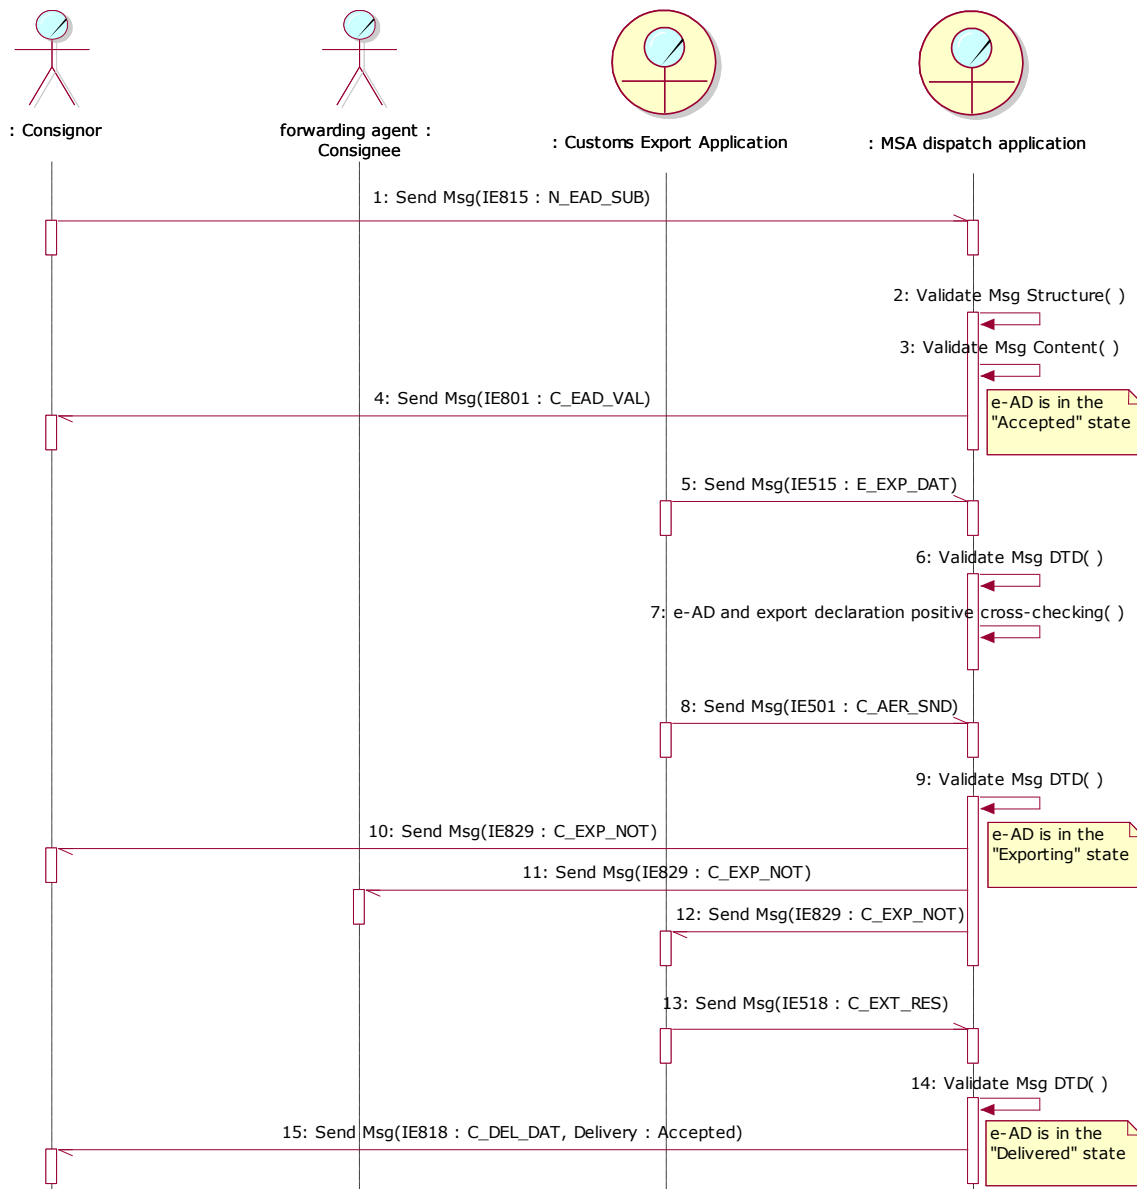 : Consignor
forwarding agent :
Consignee
: Customs Export Application
: MSA dispatch application
1: Send Msg(IE815 : N_EAD_SUB)
2: Validate Msg Structure( )
3: Validate Msg Content( )
4: Send Msg(IE801 : C_EAD_VAL)
e-AD is in the
"Accepted" state
5: Send Msg(IE515 : E_EXP_DAT)
6: Validate Msg DTD( )
7: e-AD and export declaration positive cross-checking( )
8: Send Msg(IE501 : C_AER_SND)
9: Validate Msg DTD( )
10: Send Msg(IE829 : C_EXP_NOT)
e-AD is in the
"Exporting" state
11: Send Msg(IE829 : C_EXP_NOT)
12: Send Msg(IE829 : C_EXP_NOT)
13: Send Msg(IE518 : C_EXT_RES)
14: Validate Msg DTD( )
15: Send Msg(IE818 : C_DEL_DAT, Delivery : Accepted)
e-AD is in the
"Delivered" state